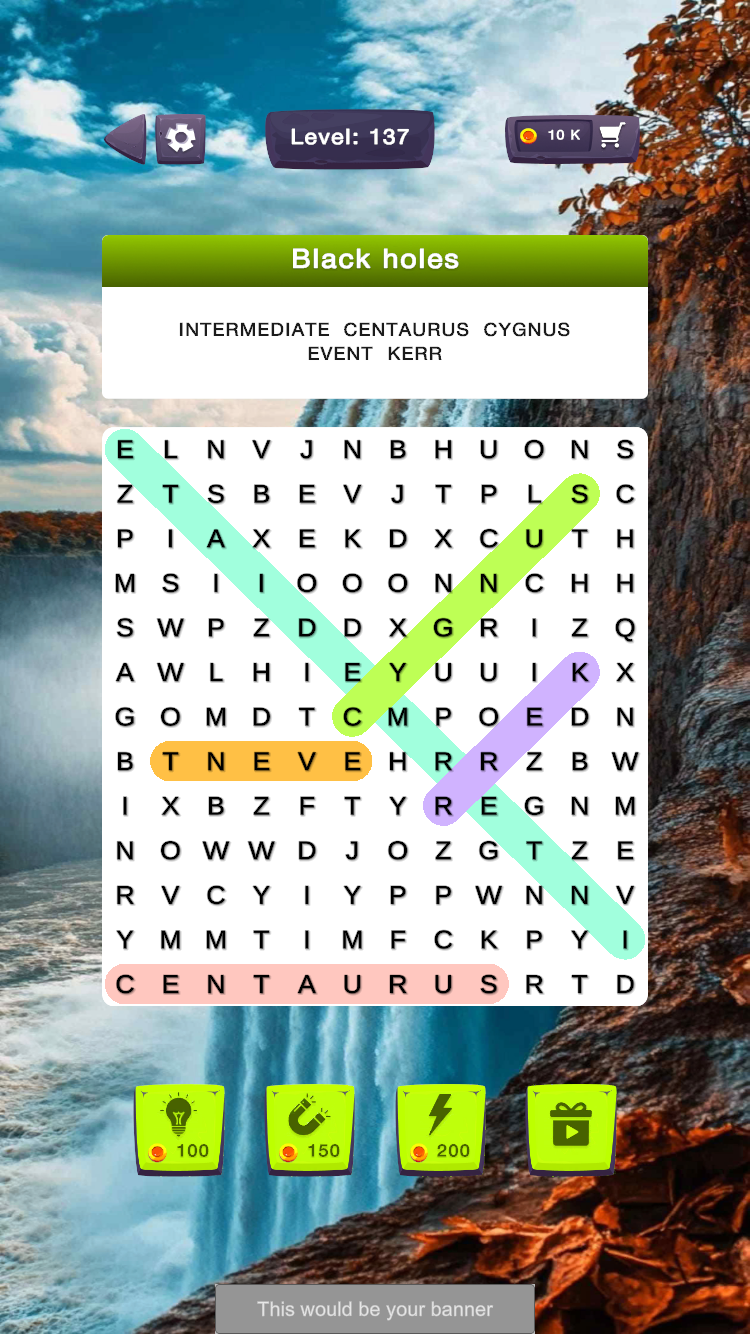 Level: 137
10 K
Black holes
INTERMEDIATE CENTAURUS CYGNUS
EVENT KERR
E L N V J N B H U O N S
Z T S B E V J T P L S C
P I A X E K D X C U T H
M S I I O O O N N C H H
S W P Z D D X G R I Z Q
A W L H I E Y U U I K X
G O M D T C M P O E D N
B T N E V E H R R Z B W
I X B Z F T Y R E G N M
N O W W D J O Z G T Z E
R V C Y I Y P P W N N V
Y M M T I M F C K P Y I
C E N T A U R U S R T D
100 150 200
This would be your banner